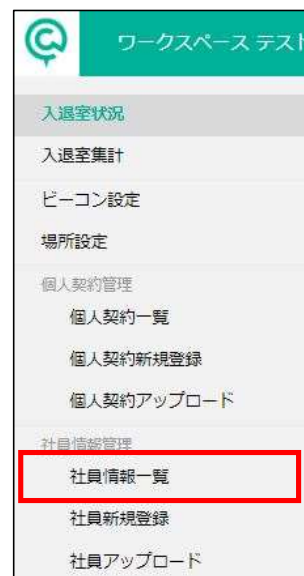 ワークスペース テスト
入退室状況
入退室集計
ビーコン設定
場所設定
個人契約管理
個人契約一覧
個人契約新規登録
個人契約アップロード
社員情報管理
社員情報一覧
社員新規登録
社員アップロード